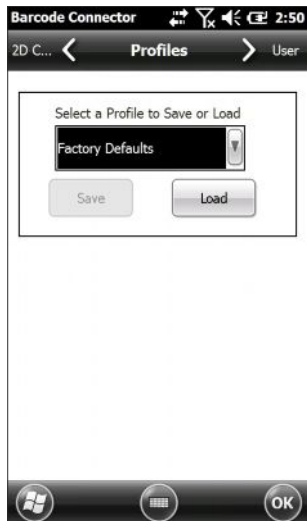 Barcode Connector 2:50
2D C... Profiles User
Select a Profile to Save or Load
Factory Defaults
Save Load
OK